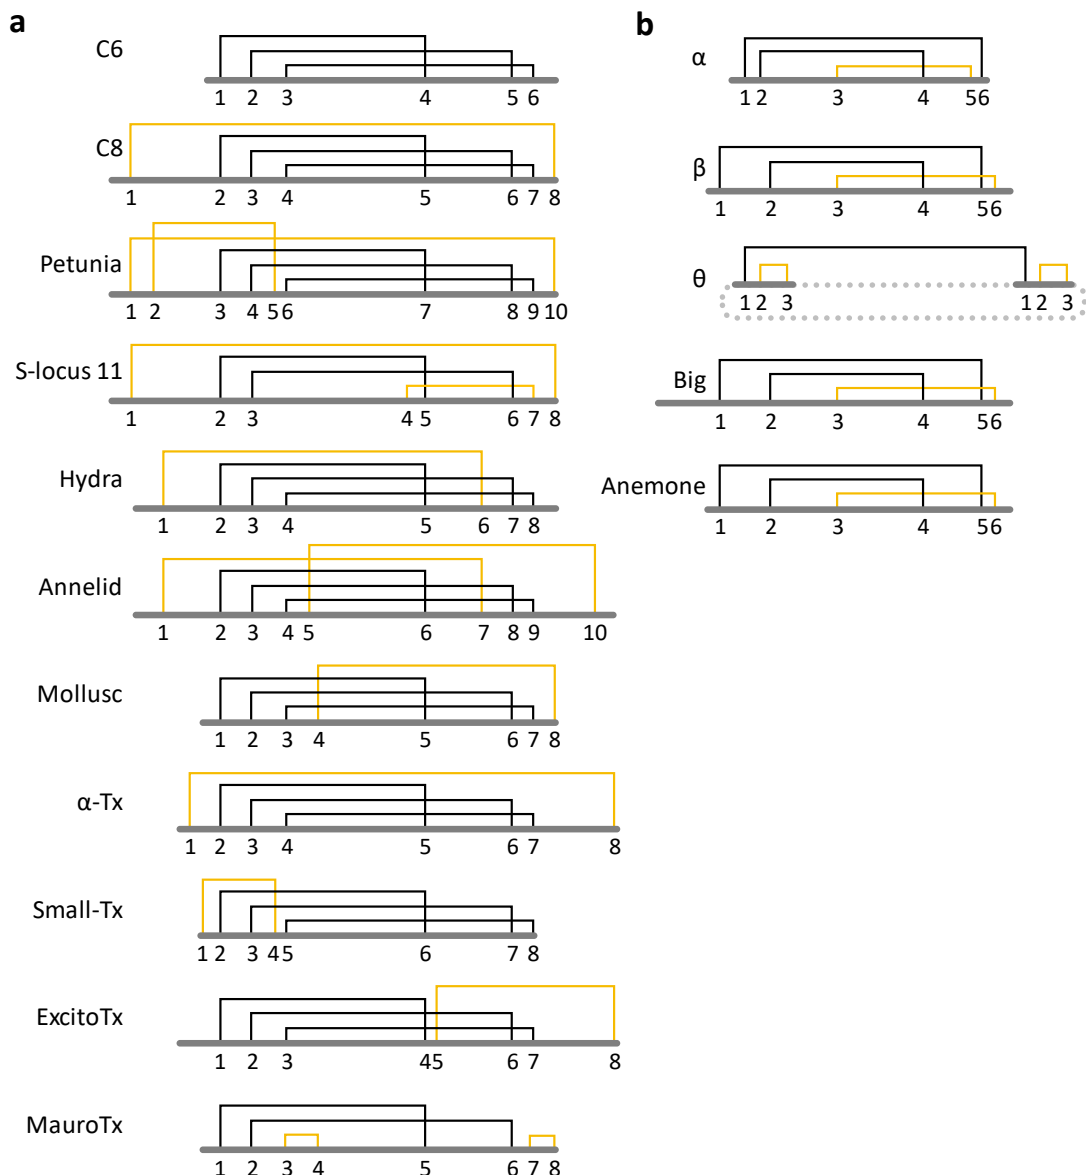 a
C6
1 2 3 4 5 6
C8
1 2 3 4 5 6 7 8
Petunia
1 2 3 4 5 6 7 8 9 10
S-locus 11
1 2 3 4 5 6 7 8
Hydra
1 2 3 4 5 6 7 8
Annelid
1 2 3 4 5 6 7 8 9 10
Mollusc
1 2 3 4 5 6 7 8
α-Tx
1 2 3 4 5 6 7 8
Small-Tx
1 2 3 4 5 6 7 8
ExcitoTx
1 2 3 4 5 6 7 8
MauroTx
1 2 3 4 5 6 7 8
b
α
1 2 3 4 5 6
β
1 2 3 4 5 6
θ
1 2 3 1 2 3
Big
1 2 3 4 5 6
Anemone
1 2 3 4 5 6